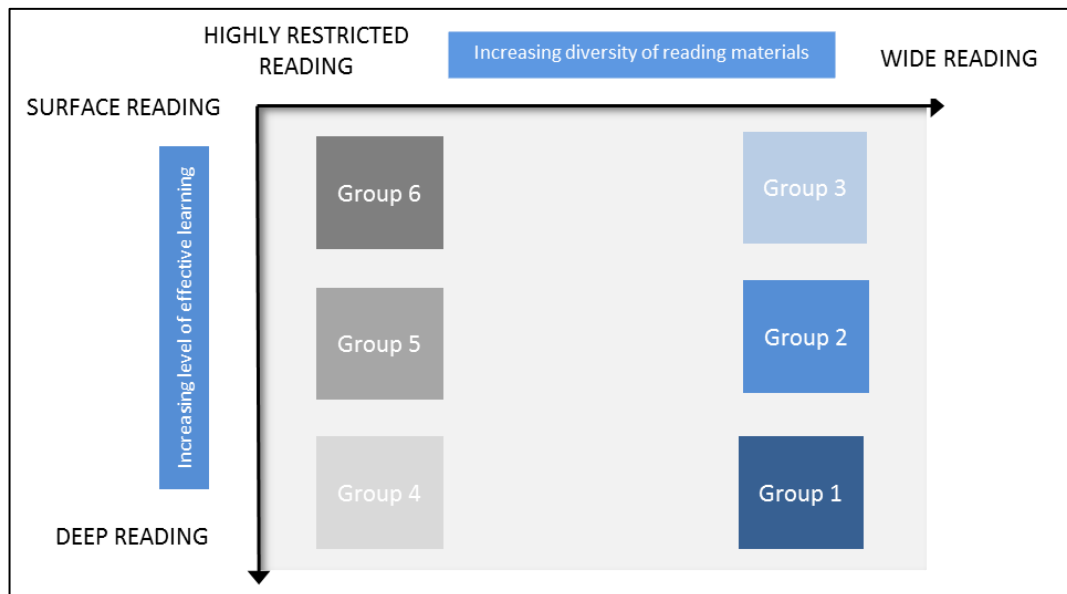 HIGHLY RESTRICTED
READING
Increasing diversity of reading materials
WIDE READING
SURFACE READING
Increasing level of effective learning
DEEP READING
Group 6
Group 3
Group 5
Group 2
Group 4
Group 1